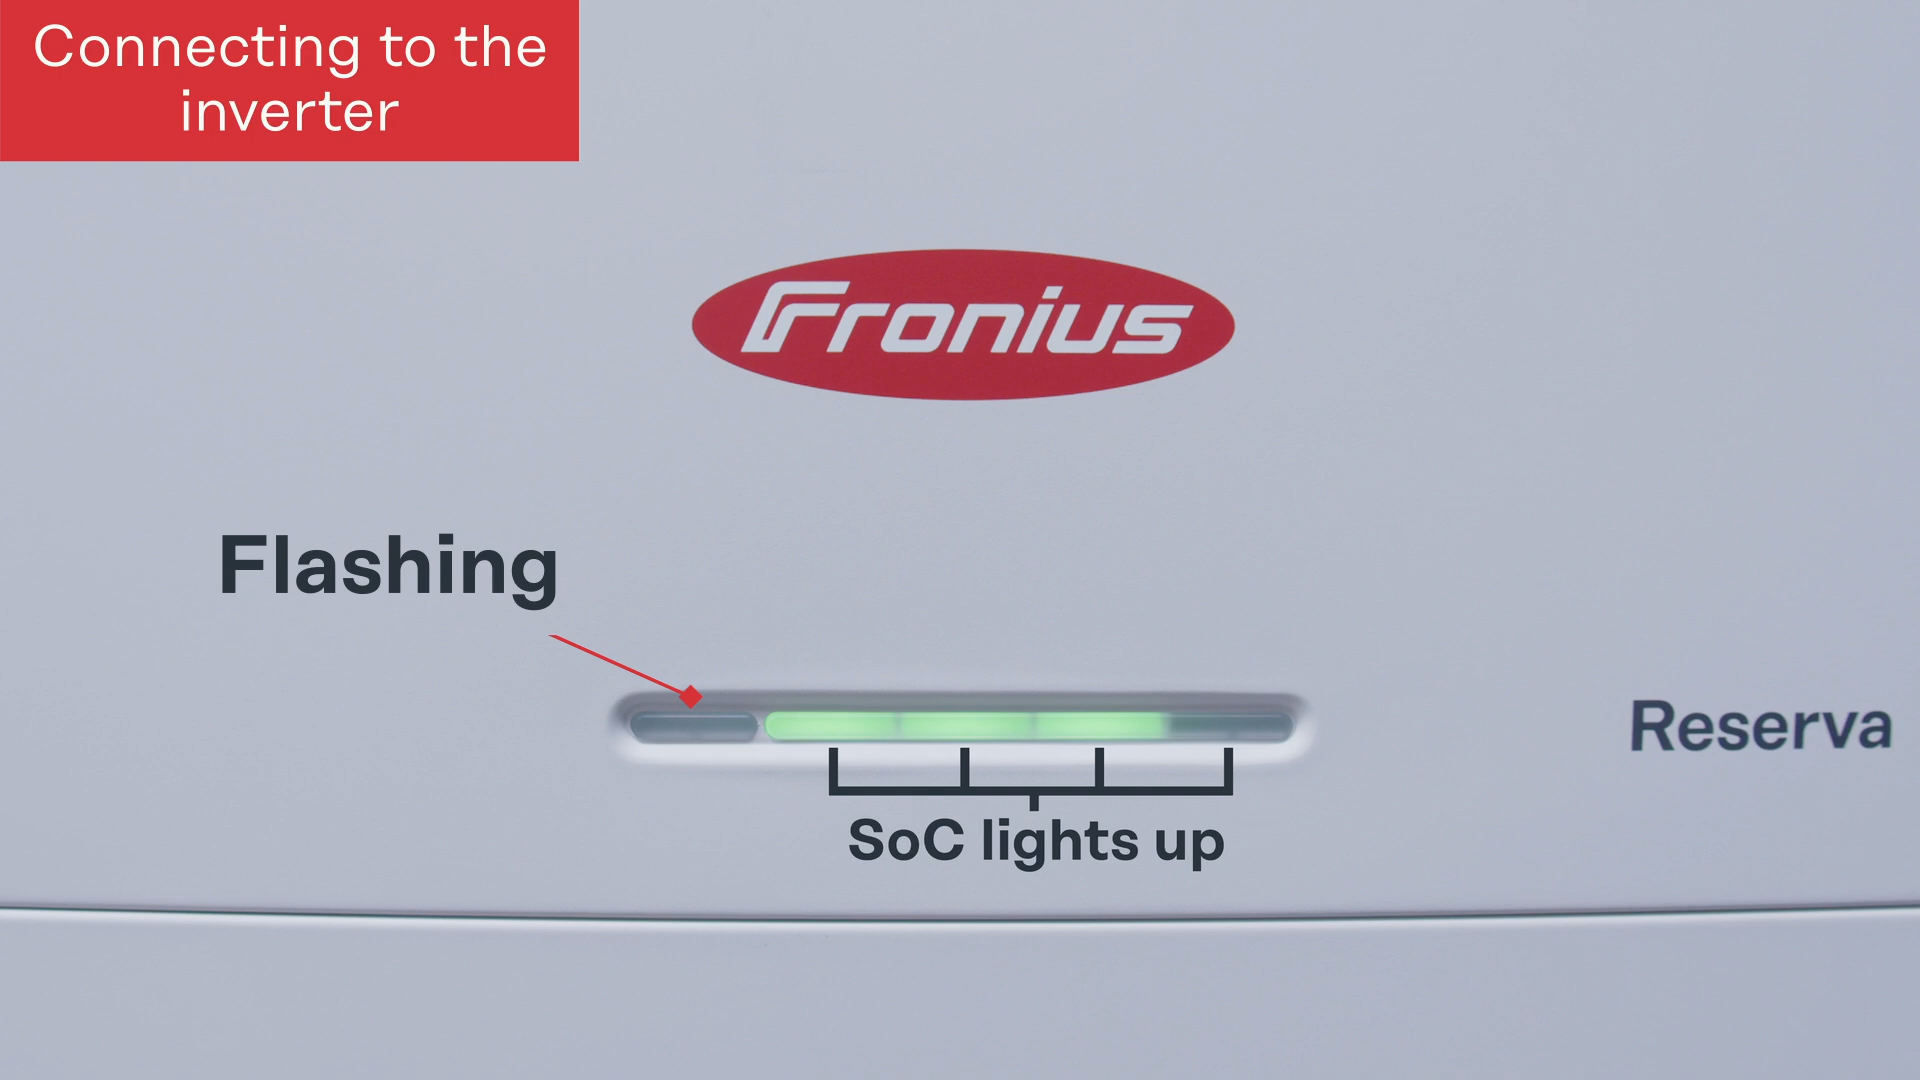 Connecting to the
inverter
Fronius
Flashing
Reserva
SoC lights up